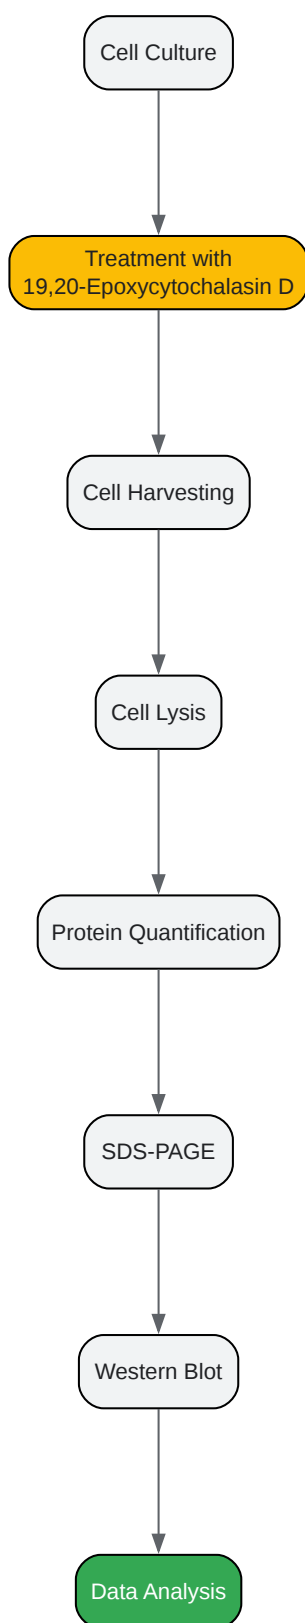 Cell Culture
Treatment with
19,20-Epoxycytochalasin D
Cell Harvesting
Cell Lysis
Protein Quantification
SDS-PAGE
Western Blot
Data Analysis